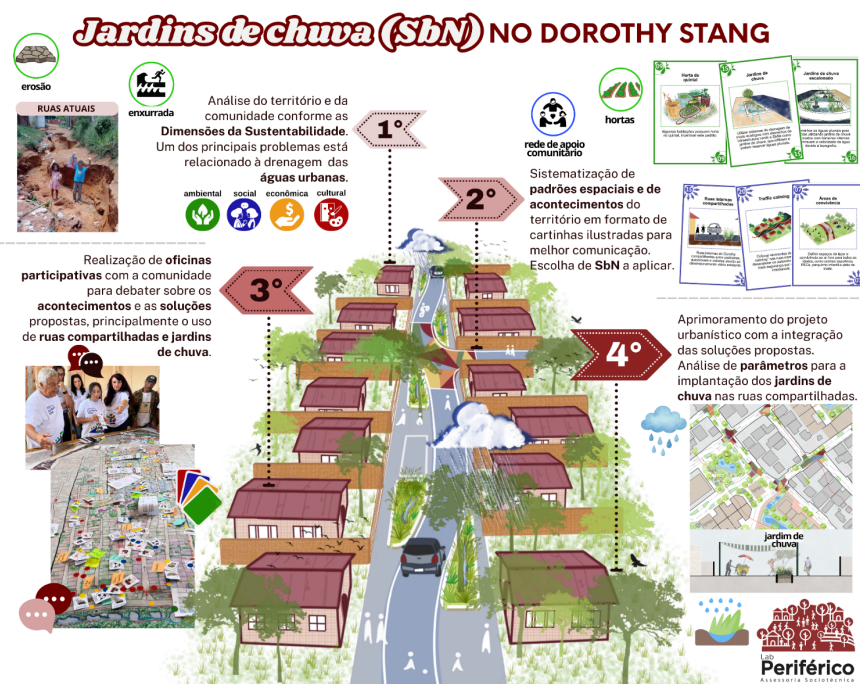 Jardins de chuva (SbN) NO DOROTHY STANG
erosão
enxurrada
RUAS ATUAIS
Análise do território e da
comunidade conforme as
Dimensões da Sustentabilidade.
Um dos principais problemas está
relacionado à drenagem das
águas urbanas.
ambiental social econômica cultural
1°
rede de apoio
comunitário
hortas
Horta de
quintal
Jardins de
chuva
Jardins de chuva
escalonado
Ruas internas
compartilhadas
Traffic calming
Áreas de
convivência
2°
Sistematização de
padrões espaciais e de
acontecimentos do
território em formato de
cartinhas ilustradas para
melhor comunicação.
Escolha de SbN a aplicar.
Realização de oficinas
participativas com a comunidade
para debater sobre os
acontecimentos e as soluções
propostas, principalmente o uso
de ruas compartilhadas e jardins
de chuva.
3°
4°
Aprimoramento do projeto
urbanístico com a integração
das soluções propostas.
Análise de parâmetros para a
implantação dos jardins de
chuva nas ruas compartilhadas.
jardim de
chuva
Lab
Periférico
Assessoria Sociotécnica